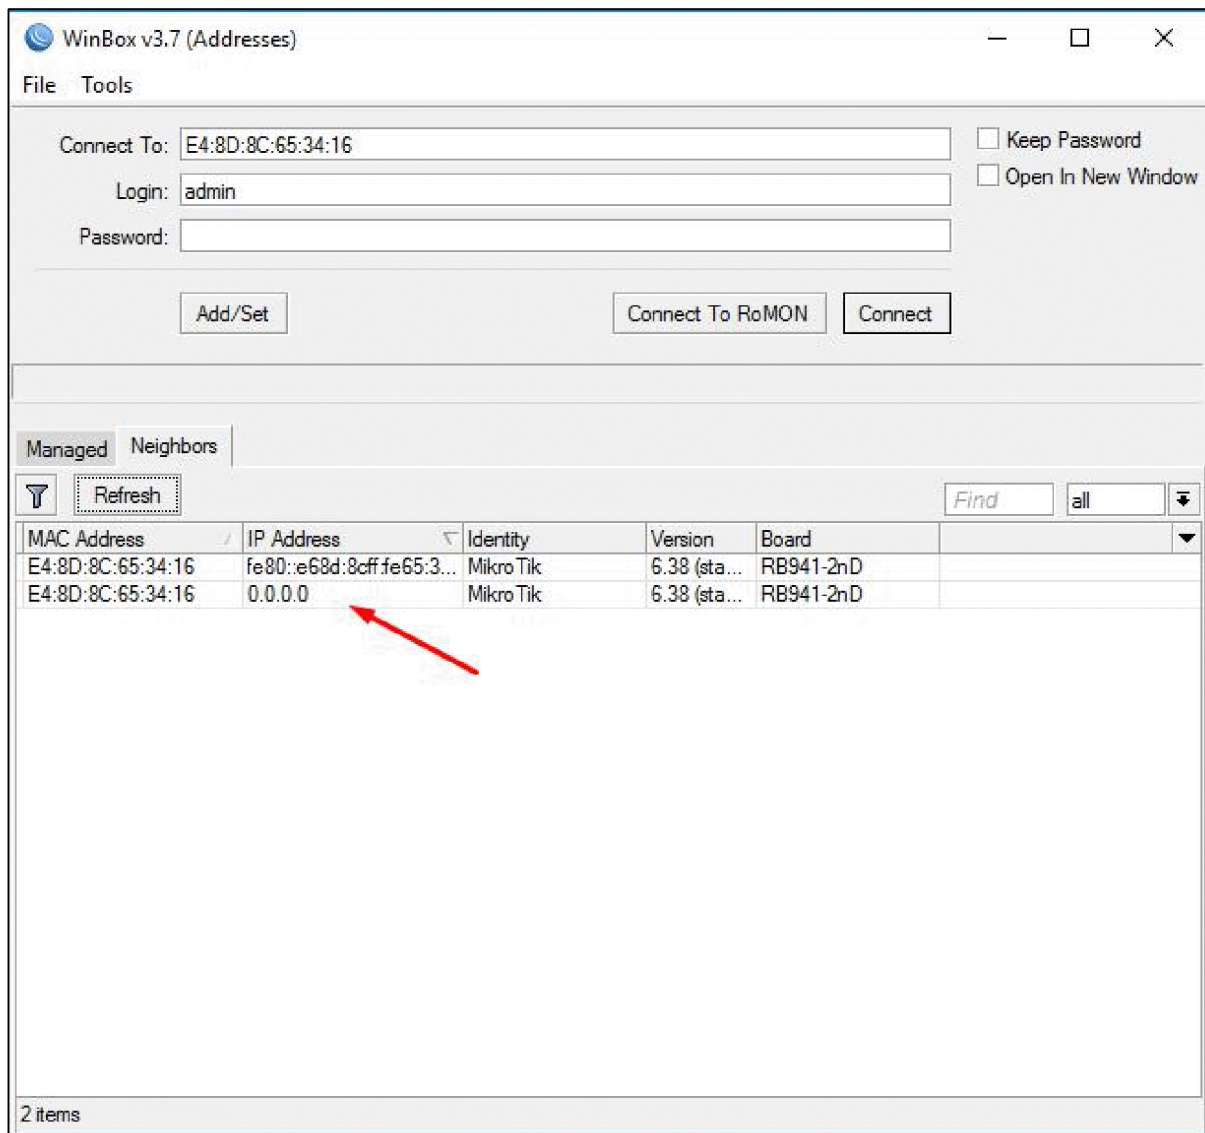 WinBox v3.7 (Addresses)
File Tools
Connect To: E4:8D:8C:65:34:16
Keep Password
Login: admin
Open In New Window
Password:
Add/Set Connect To RoMON Connect
Managed Neighbors
Refresh Find all
MAC Address IP Address Identity Version Board
E4:8D:8C:65:34:16 fe80::e68d:8cff:fe65:3... MikroTik 6.38 (sta... RB941-2nD
E4:8D:8C:65:34:16 0.0.0.0 MikroTik 6.38 (sta... RB941-2nD
2 items